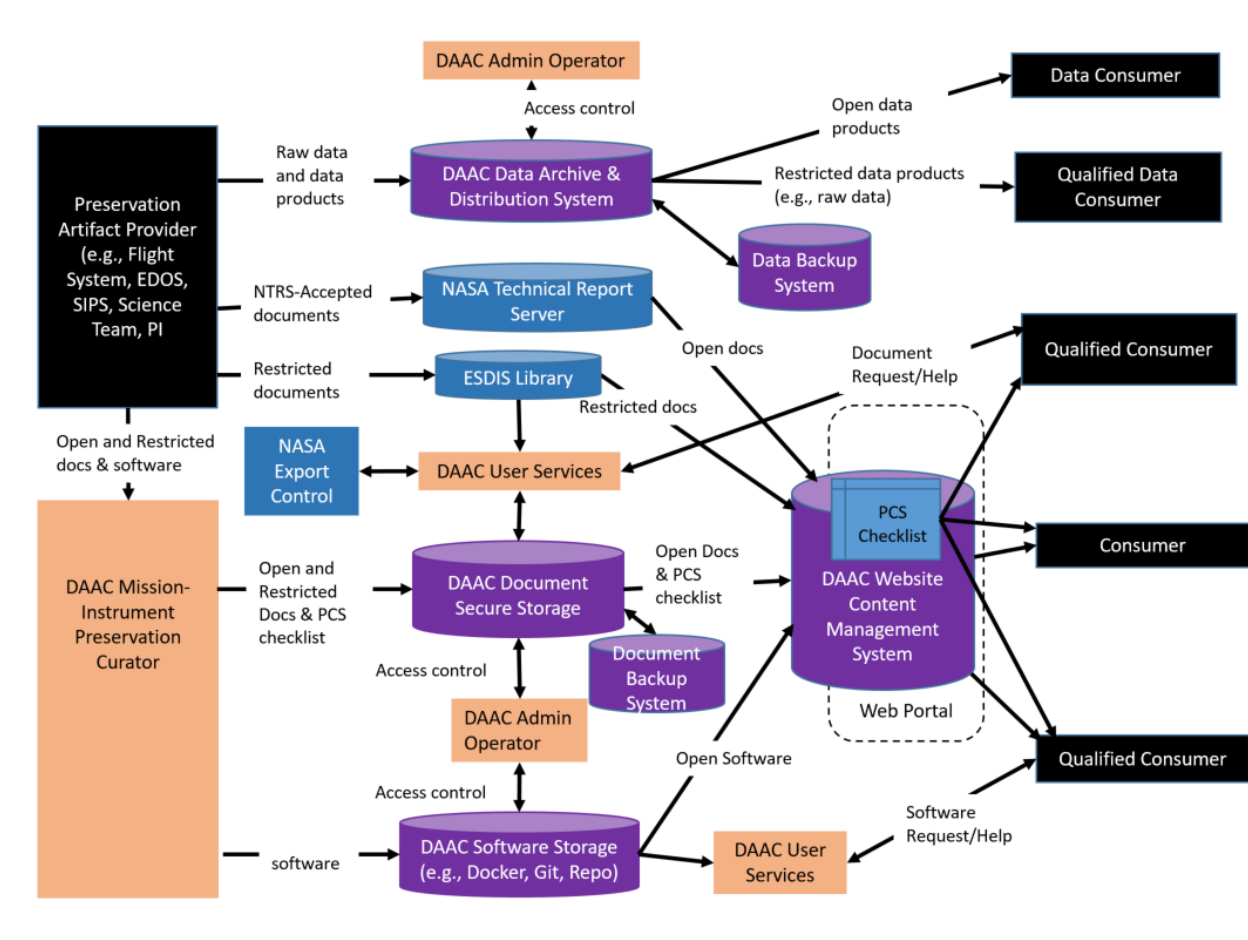 DAAC Admin Operator
Access control
Data Consumer
Open data
products
Preservation
Artifact Provider
(e.g., Flight
System, EDOS,
SIPS, Science
Team, PI
Raw data
and data
products
DAAC Data Archive &
Distribution System
Restricted data products
(e.g., raw data)
Qualified Data
Consumer
Data Backup
System
NTRS-Accepted
documents
NASA Technical Report
Server
Open docs
Document
Request/Help
Qualified Consumer
Restricted
documents
ESDIS Library
Restricted docs
Open and Restricted
docs & software
NASA
Export
Control
DAAC User Services
PCS
Checklist
DAAC Website
Content
Management
System
Web Portal
Consumer
DAAC Mission-
Instrument
Preservation
Curator
Open and
Restricted
Docs & PCS
checklist
DAAC Document
Secure Storage
Open Docs
& PCS
checklist
Document
Backup
System
Access control
DAAC Admin
Operator
Access control
Open Software
Qualified Consumer
Software
Request/Help
software
DAAC Software Storage
(e.g., Docker, Git, Repo)
DAAC User
Services